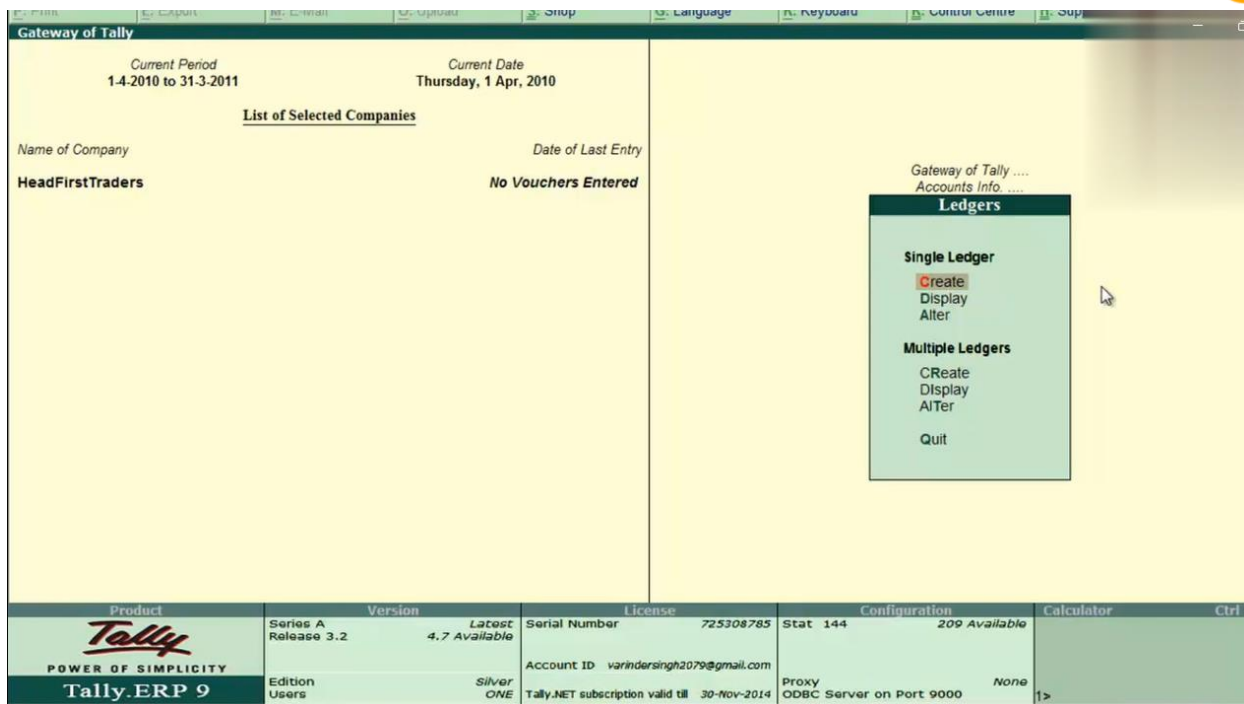 P: Print E: Export M: E-Mail O: Upload S: Shop G: Language K: Keyboard K: Control Centre H: Sup
Gateway of Tally
Current Period Current Date
1-4-2010 to 31-3-2011 Thursday, 1 Apr, 2010
List of Selected Companies
Name of Company Date of Last Entry
HeadFirstTraders No Vouchers Entered
Gateway of Tally ....
Accounts Info. ....
Ledgers
Single Ledger
Create
Display
Alter
Multiple Ledgers
CReate
DIsplay
AlTer
Quit
Product Version License Configuration Calculator Ctrl
Tally
POWER OF SIMPLICITY
Tally.ERP 9
Series A Latest
Release 3.2 4.7 Available
Edition Silver
Users ONE
Serial Number 725308785
Account ID varindersingh2079@gmail.com
Tally.NET subscription valid till 30-Nov-2014
Stat 144 209 Available
Proxy None
ODBC Server on Port 9000
1>